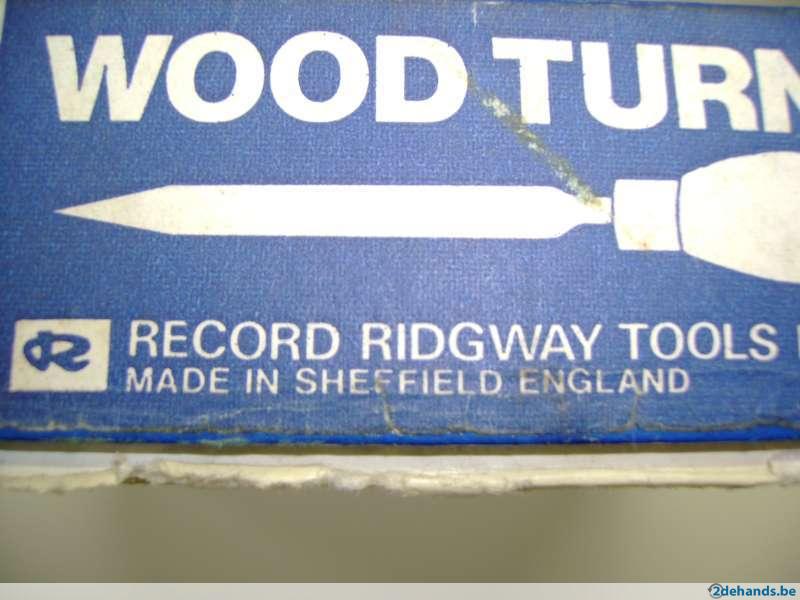 WOOD TURN
RECORD RIDGWAY TOOLS
MADE IN SHEFFIELD ENGLAND
2dehands.be